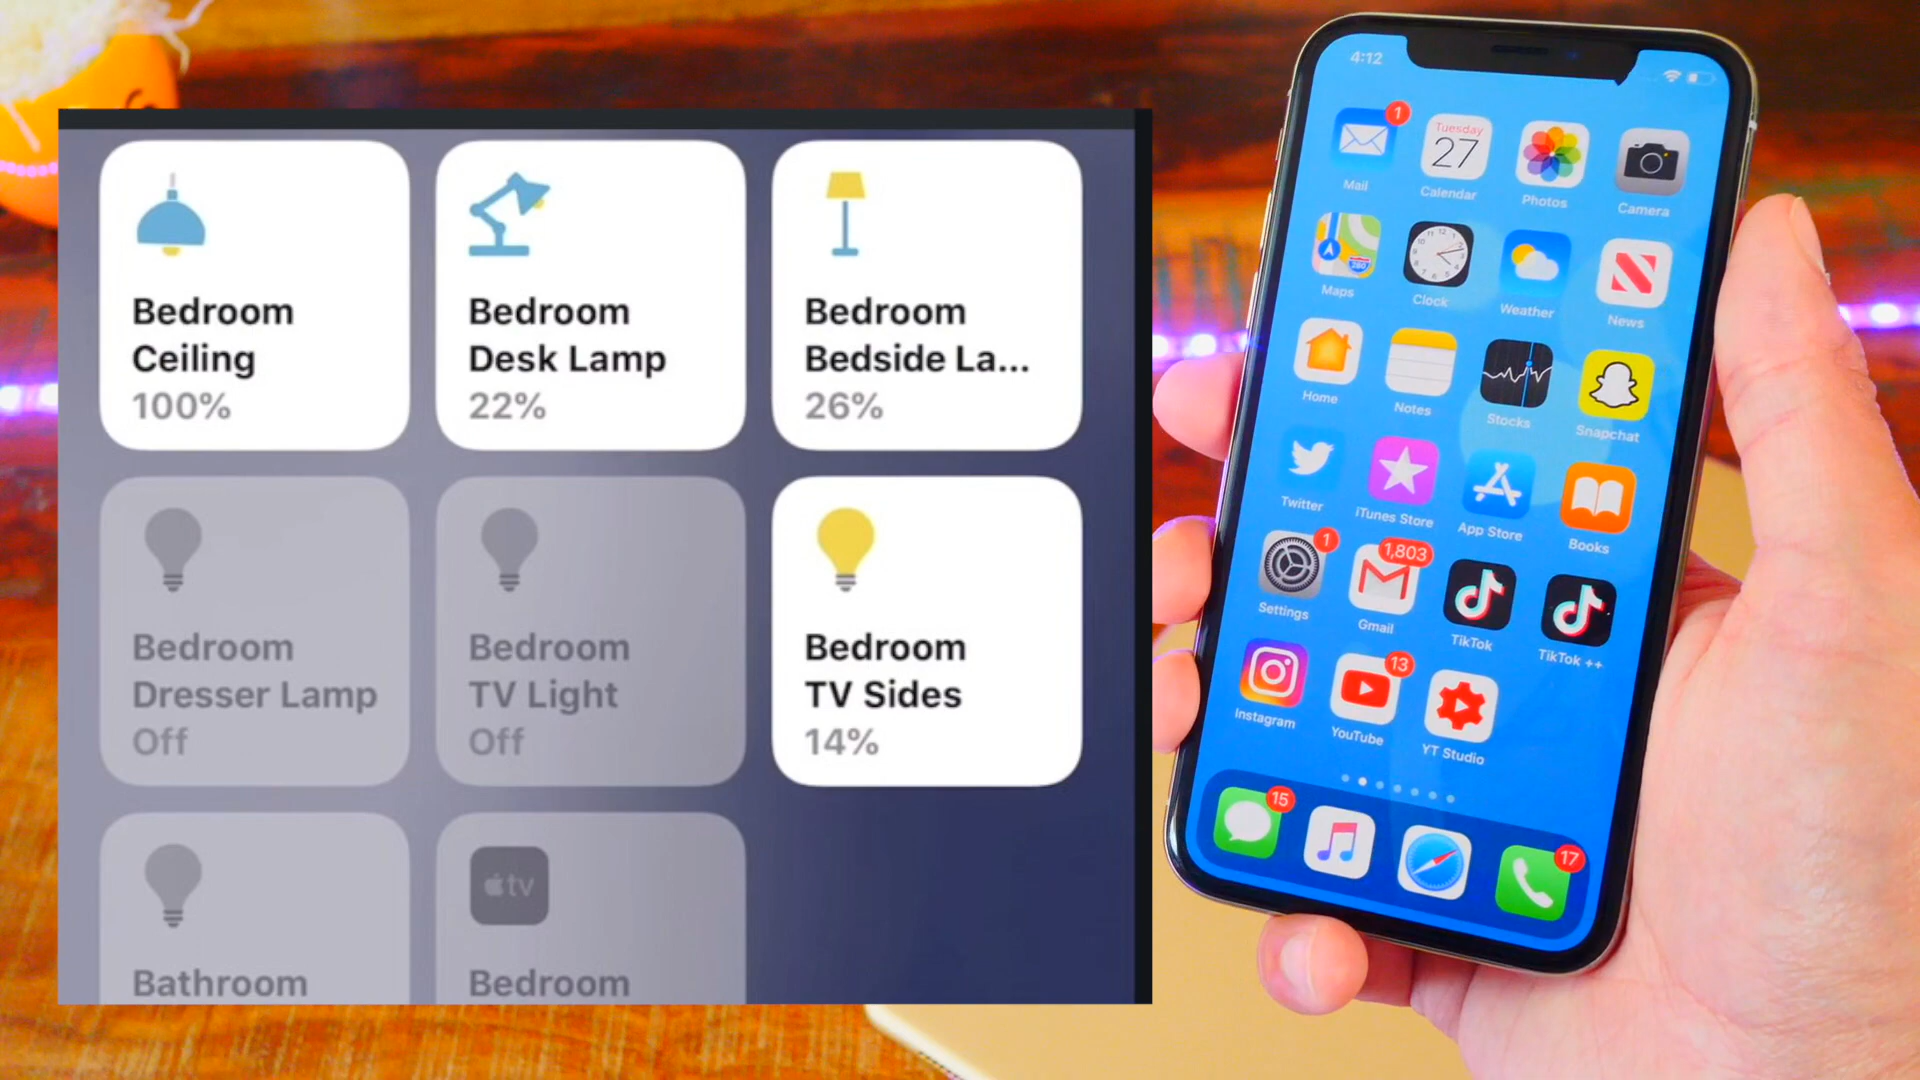 Bedroom
Ceiling
100%
Bedroom
Desk Lamp
22%
Bedroom
Bedside La...
26%
Bedroom
Dresser Lamp
Off
Bedroom
TV Light
Off
Bedroom
TV Sides
14%
Bathroom
tv
Bedroom
4:12
1
Mail
Tuesday
27
Calendar
Photos
Camera
280
Maps
Clock
Weather
News
Home
Notes
Stocks
Snapchat
Twitter
iTunes Store
App Store
Books
1
Settings
1,803
Gmail
TikTok
TikTok ++
Instagram
13
YouTube
YT Studio
15
17